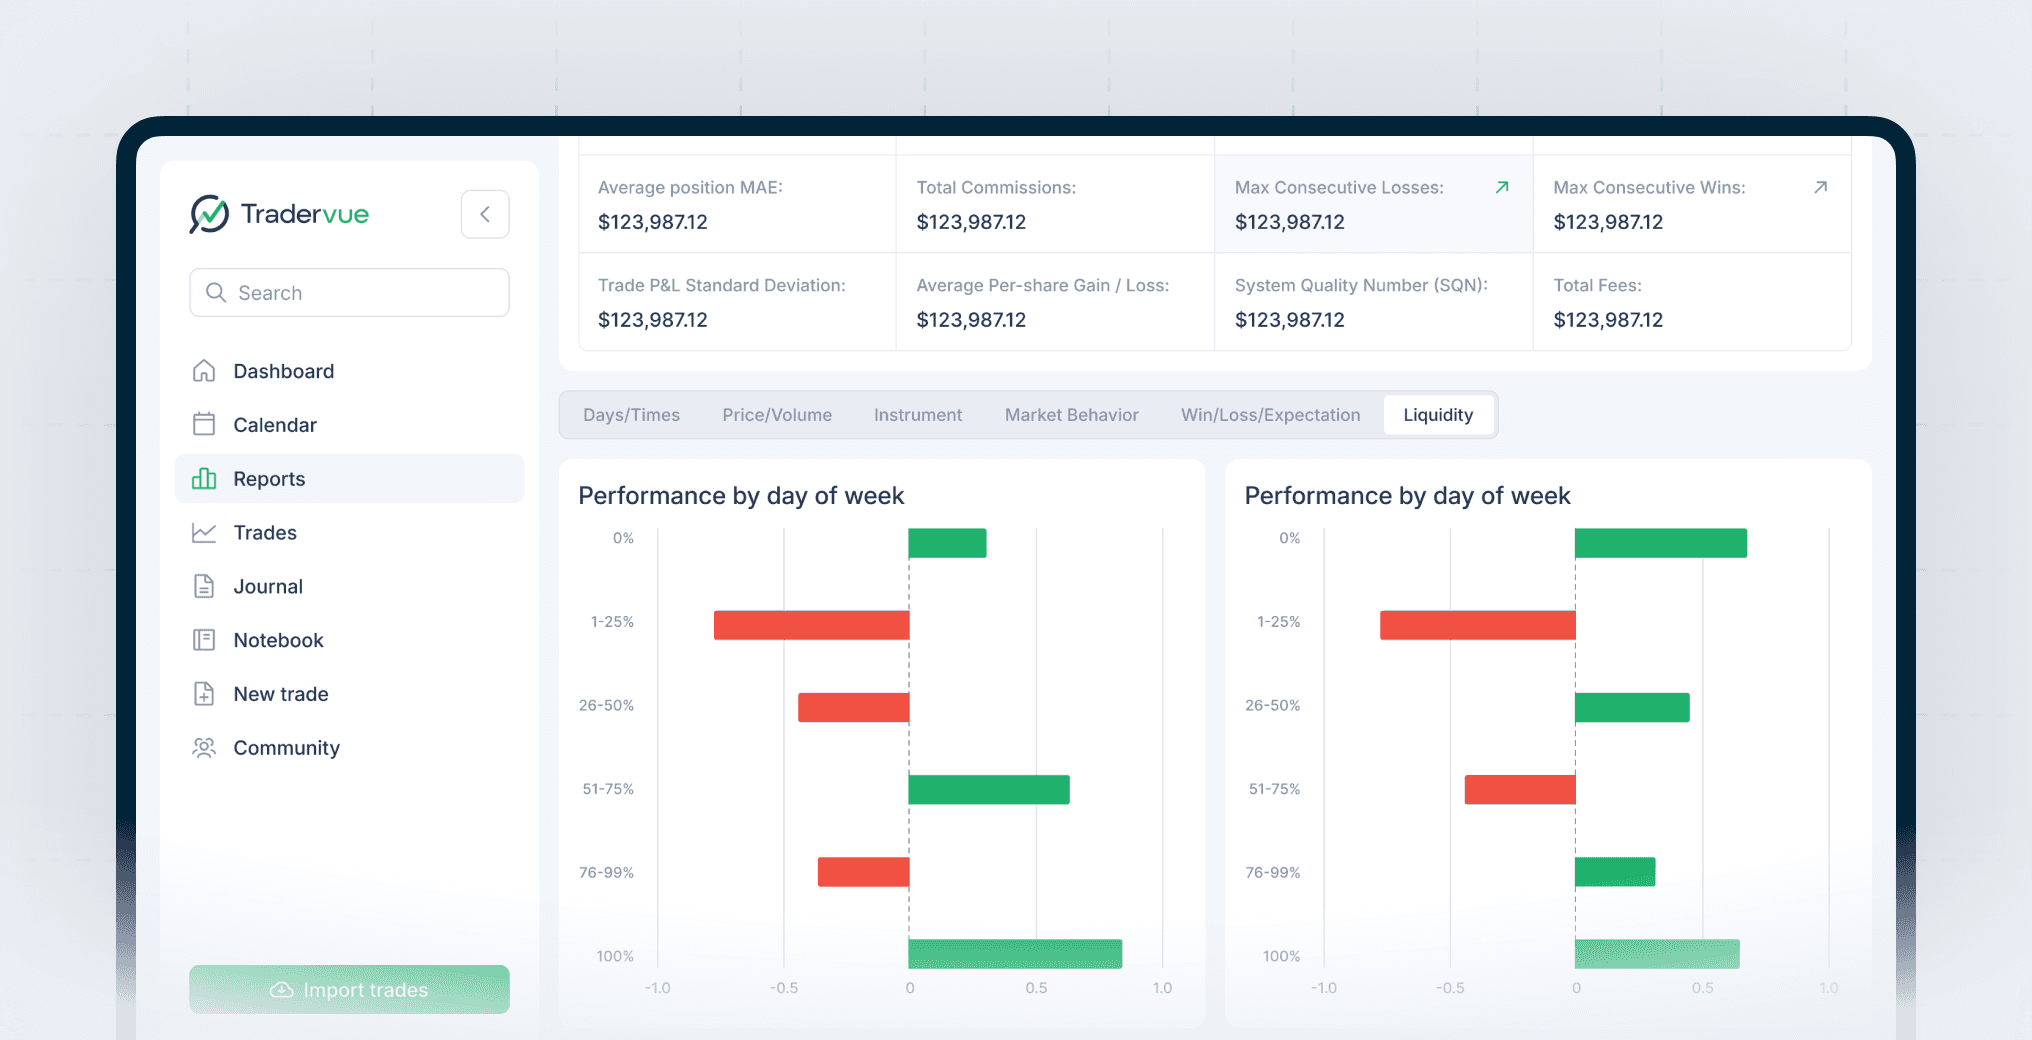 Tradervue
Search
Dashboard
Calendar
Reports
Trades
Journal
Notebook
New trade
Community
Import trades
Average position MAE:
$123,987.12
Total Commissions:
$123,987.12
Max Consecutive Losses:
$123,987.12
Max Consecutive Wins:
$123,987.12
Trade P&L Standard Deviation:
$123,987.12
Average Per-share Gain / Loss:
$123,987.12
System Quality Number (SQN):
$123,987.12
Total Fees:
$123,987.12
Days/Times Price/Volume Instrument Market Behavior Win/Loss/Expectation Liquidity
Performance by day of week
0%
1-25%
26-50%
51-75%
76-99%
100%
-1.0 -0.5 0 0.5 1.0
Performance by day of week
0%
1-25%
26-50%
51-75%
76-99%
100%
-1.0 -0.5 0 0.5 1.0